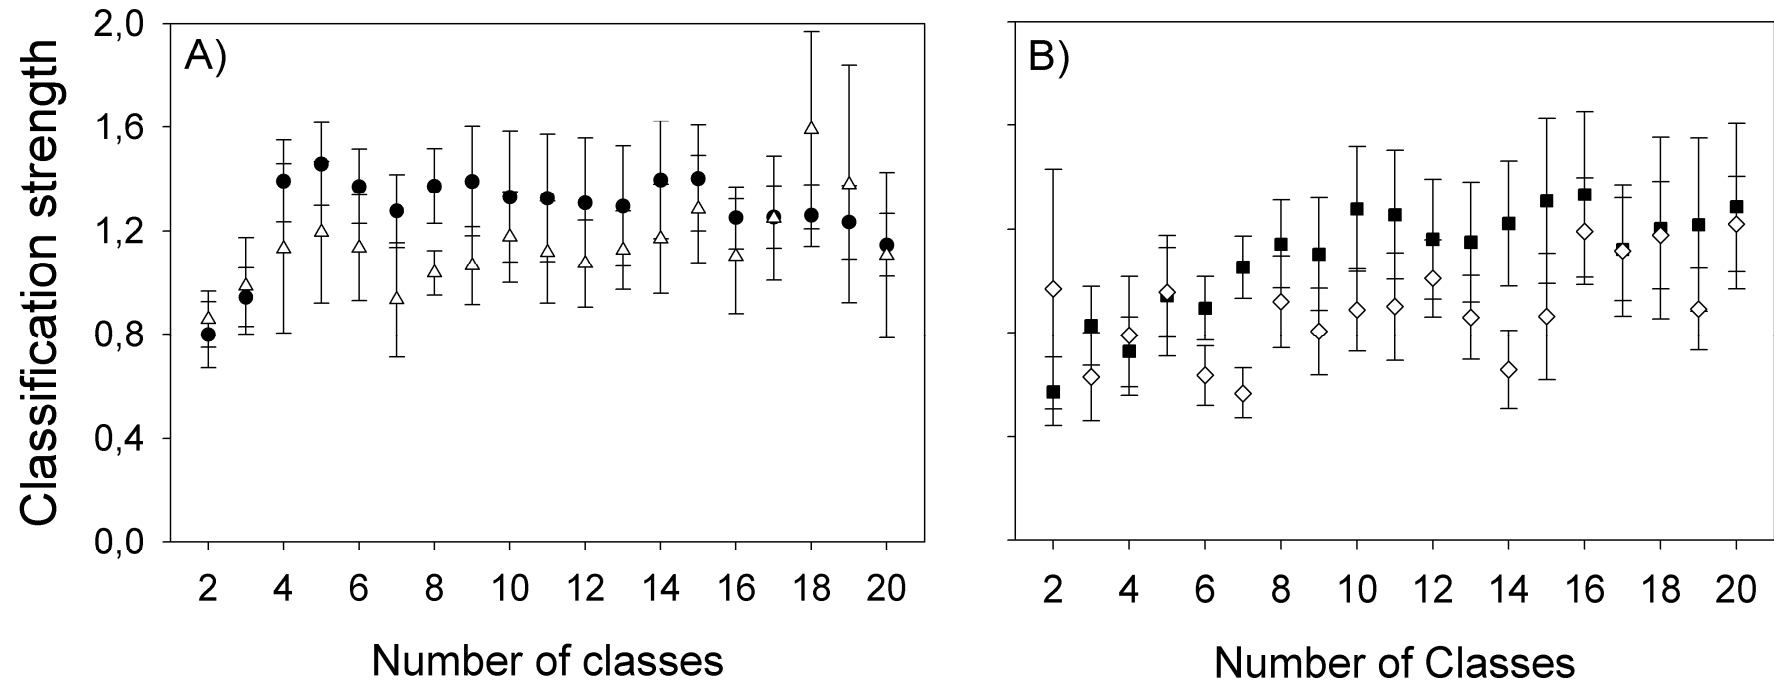 A)
B)
Classification strength
2,0
1,6
1,2
0,8
0,4
0,0
2 4 6 8 10 12 14 16 18 20
2 4 6 8 10 12 14 16 18 20
Number of classes
Number of Classes